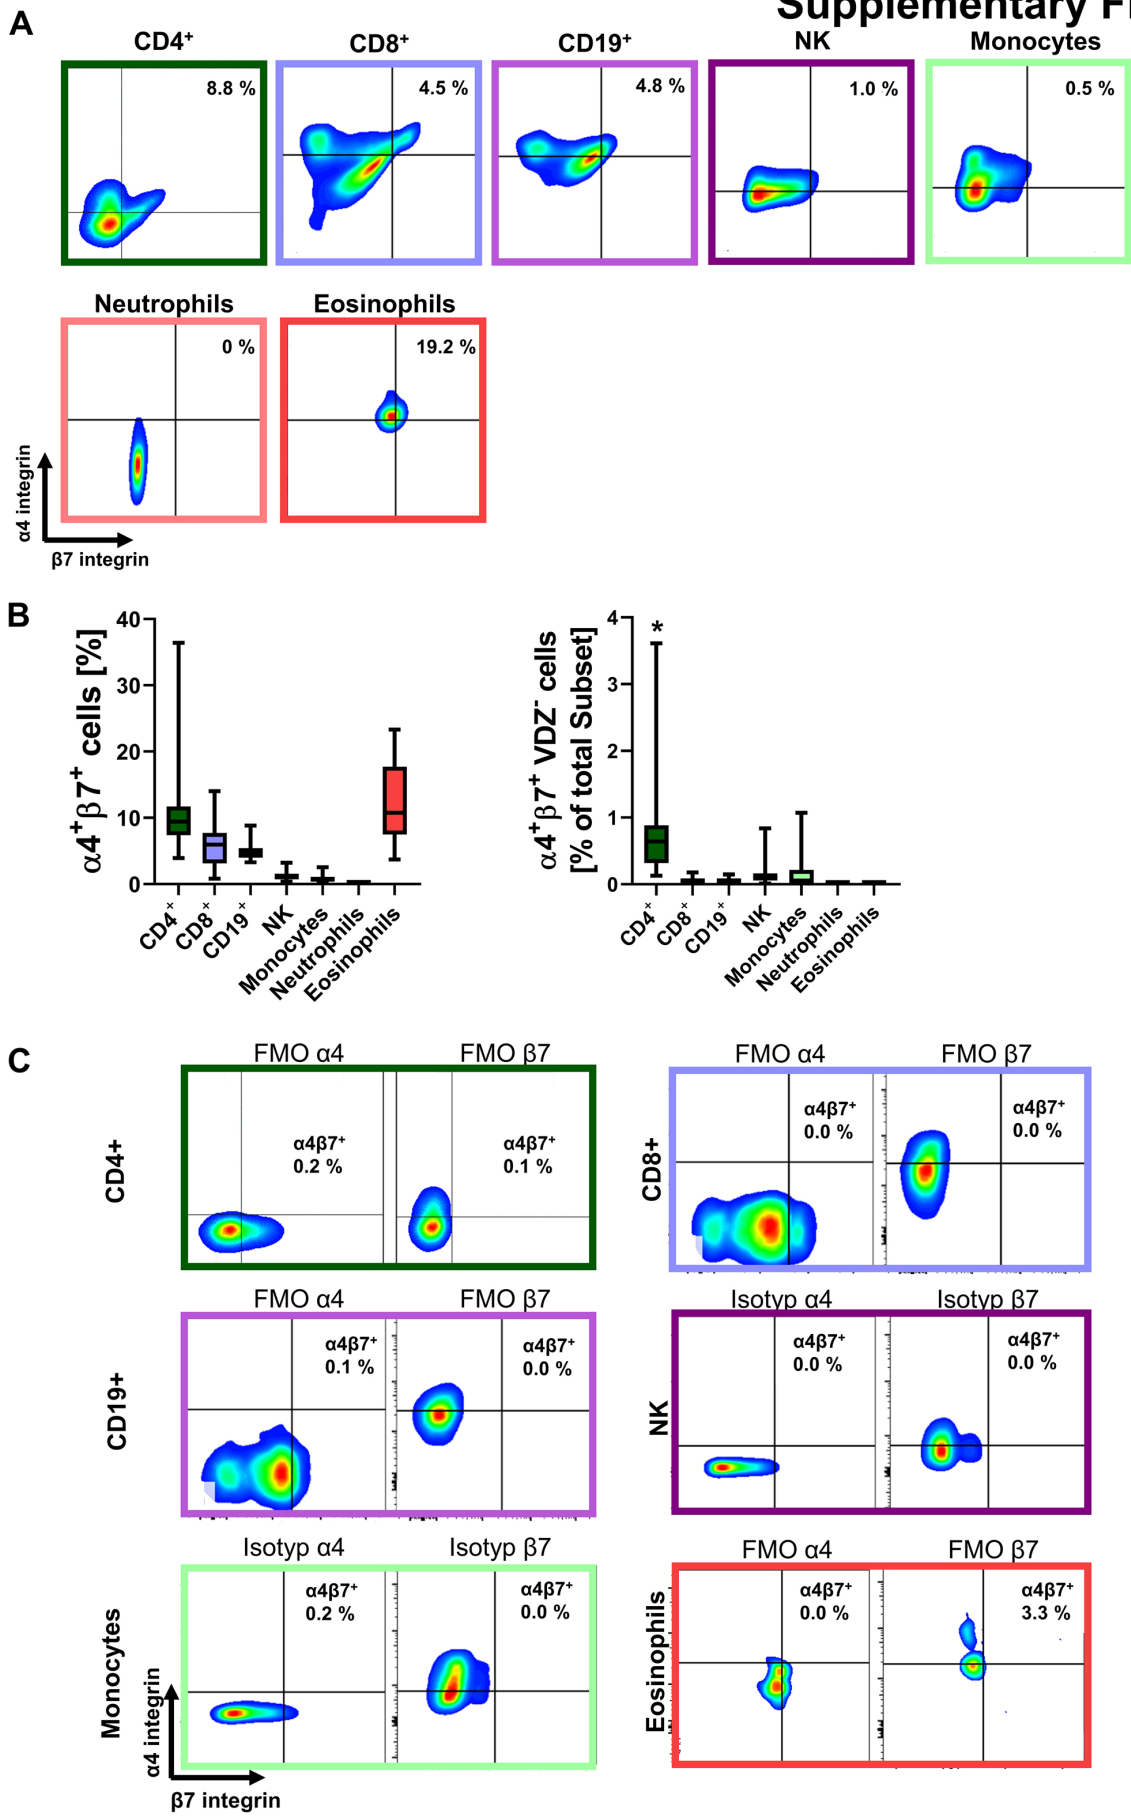 Supplementary F
A
CD4⁺
CD8⁺
CD19⁺
NK
Monocytes
8.8 %
4.5 %
4.8 %
1.0 %
0.5 %
Neutrophils
Eosinophils
0 %
19.2 %
α4 integrin
β7 integrin
B
α4⁺β7⁺ cells [%]
40
30
20
10
0
CD4⁺
CD8⁺
CD19⁺
NK
Monocytes
Neutrophils
Eosinophils
α4⁺β7⁺ VDZ⁻ cells
[% of total Subset]
4
3
2
1
0
*
CD4⁺
CD8⁺
CD19⁺
NK
Monocytes
Neutrophils
Eosinophils
C
FMO α4
FMO β7
CD4+
α4β7⁺
0.2 %
α4β7⁺
0.1 %
FMO α4
FMO β7
CD8+
α4β7⁺
0.0 %
α4β7⁺
0.0 %
FMO α4
FMO β7
CD19+
α4β7⁺
0.1 %
α4β7⁺
0.0 %
Isotyp α4
Isotyp β7
NK
α4β7⁺
0.0 %
α4β7⁺
0.0 %
Isotyp α4
Isotyp β7
Monocytes
α4β7⁺
0.2 %
α4β7⁺
0.0 %
FMO α4
FMO β7
Eosinophils
α4β7⁺
0.0 %
α4β7⁺
3.3 %
α4 integrin
β7 integrin